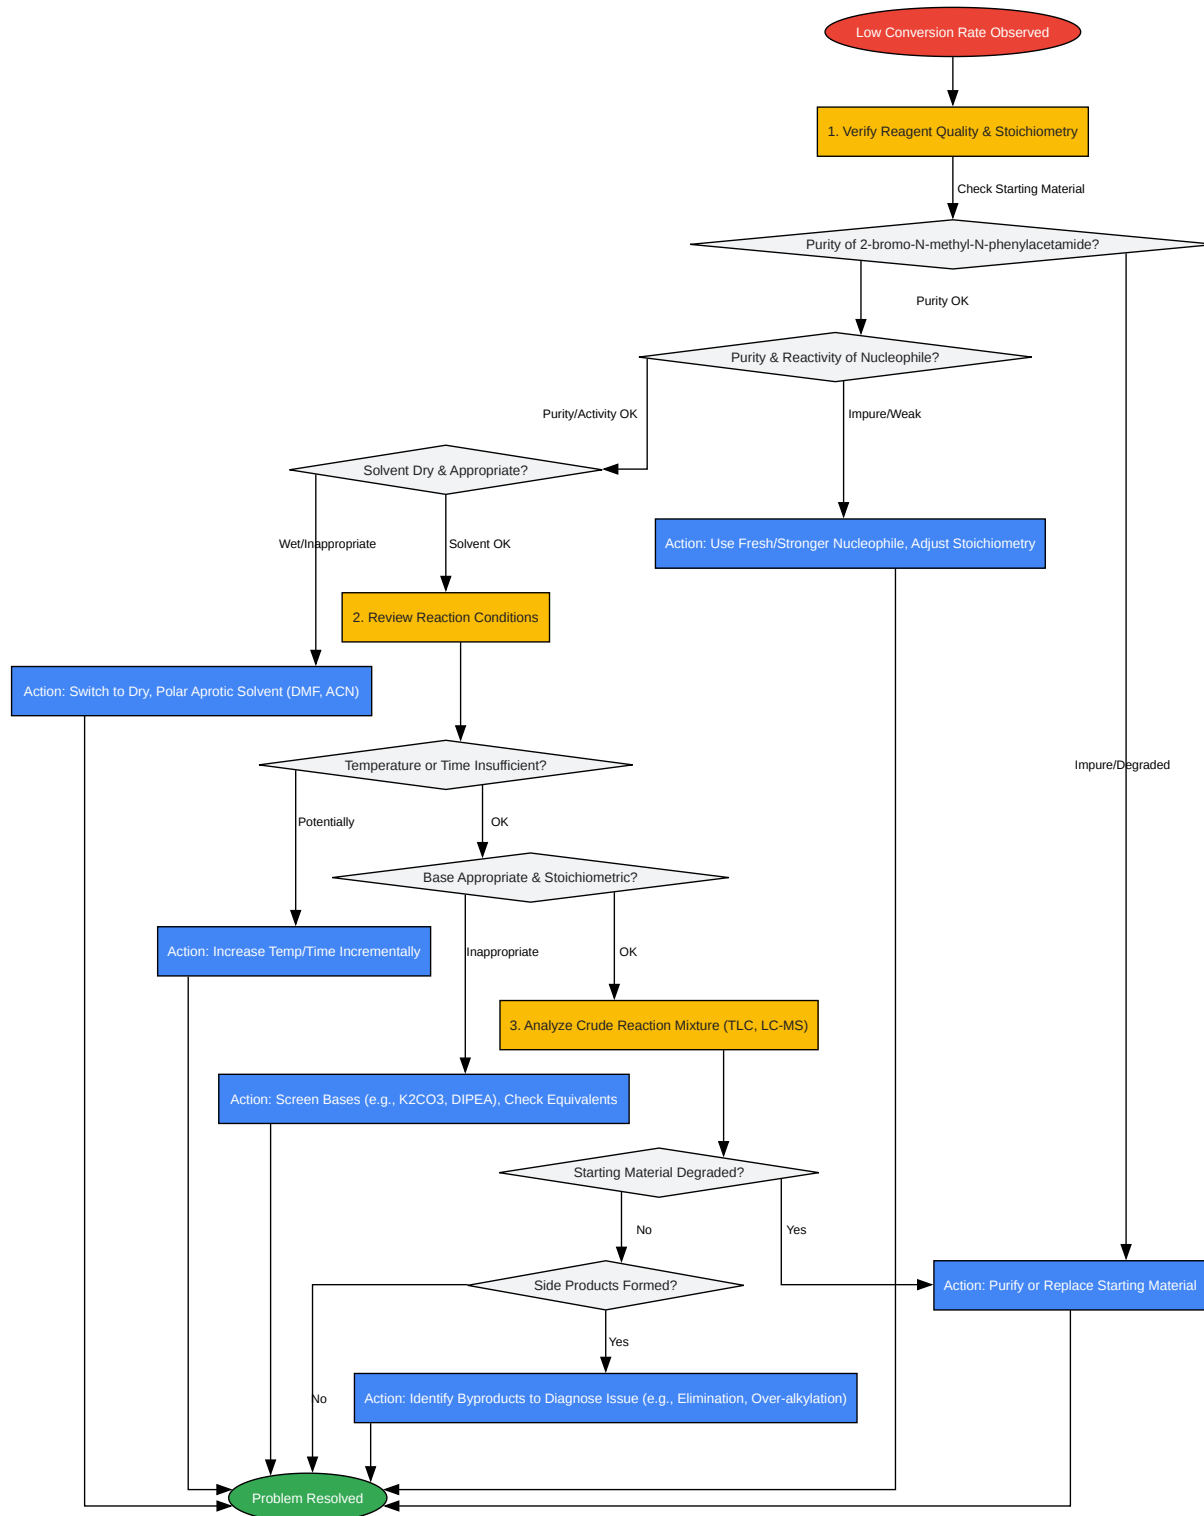 Low Conversion Rate Observed
1. Verify Reagent Quality & Stoichiometry
Check Starting Material
Purity of 2-bromo-N-methyl-N-phenylacetamide?
Purity OK
Purity & Reactivity of Nucleophile?
Purity/Activity OK
Impure/Weak
Solvent Dry & Appropriate?
Wet/Inappropriate
Solvent OK
Action: Use Fresh/Stronger Nucleophile, Adjust Stoichiometry
2. Review Reaction Conditions
Action: Switch to Dry, Polar Aprotic Solvent (DMF, ACN)
Temperature or Time Insufficient?
Impure/Degraded
Potentially
OK
Base Appropriate & Stoichiometric?
Action: Increase Temp/Time Incrementally
Inappropriate
OK
3. Analyze Crude Reaction Mixture (TLC, LC-MS)
Action: Screen Bases (e.g., K2CO3, DIPEA), Check Equivalents
Starting Material Degraded?
No
Yes
Side Products Formed?
Action: Purify or Replace Starting Material
Yes
No
Action: Identify Byproducts to Diagnose Issue (e.g., Elimination, Over-alkylation)
Problem Resolved